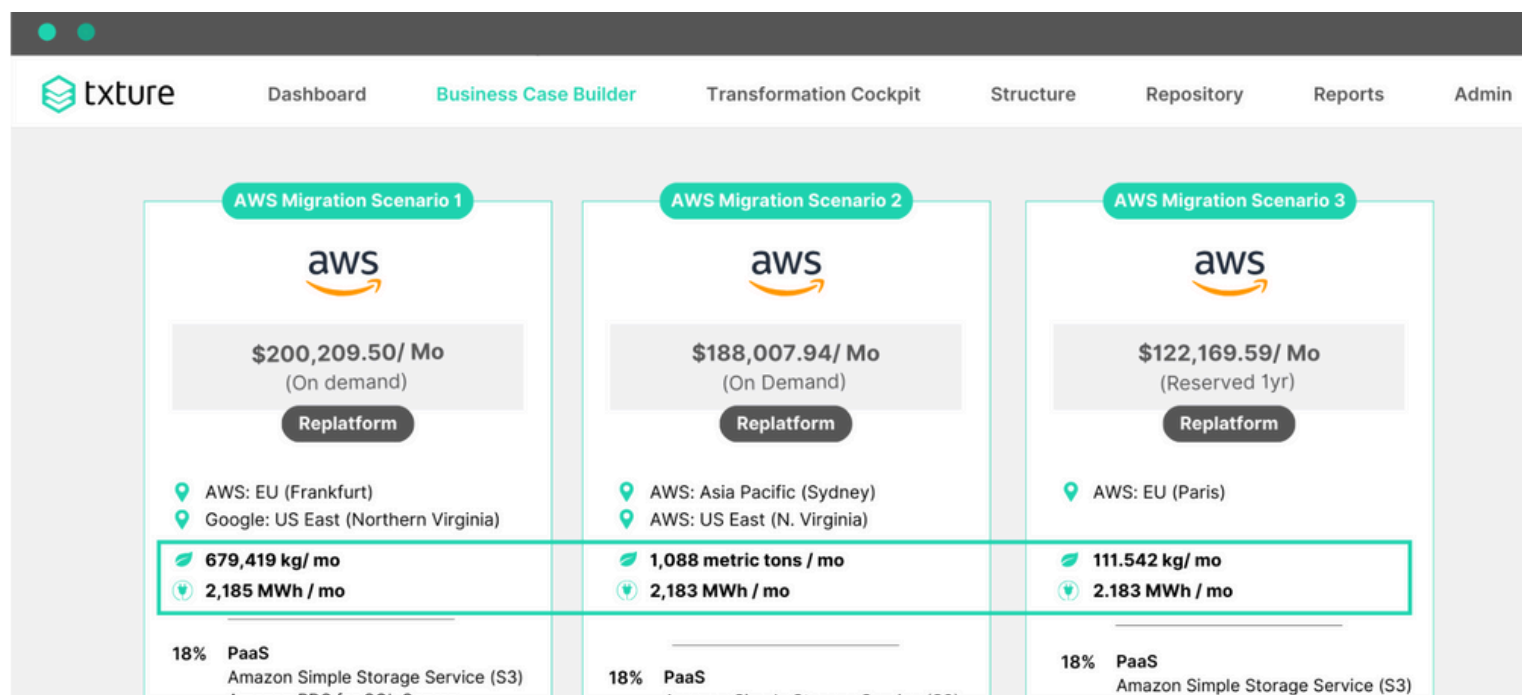 txture
Dashboard
Business Case Builder
Transformation Cockpit
Structure
Repository
Reports
Admin
AWS Migration Scenario 1
aws
$200,209.50/ Mo
(On demand)
Replatform
AWS: EU (Frankfurt)
Google: US East (Northern Virginia)
679,419 kg/ mo
2,185 MWh / mo
18% PaaS
Amazon Simple Storage Service (S3)
AWS Migration Scenario 2
aws
$188,007.94/ Mo
(On Demand)
Replatform
AWS: Asia Pacific (Sydney)
AWS: US East (N. Virginia)
1,088 metric tons / mo
2,183 MWh / mo
18% PaaS
AWS Migration Scenario 3
aws
$122,169.59/ Mo
(Reserved 1yr)
Replatform
AWS: EU (Paris)
111.542 kg/ mo
2.183 MWh / mo
18% PaaS
Amazon Simple Storage Service (S3)